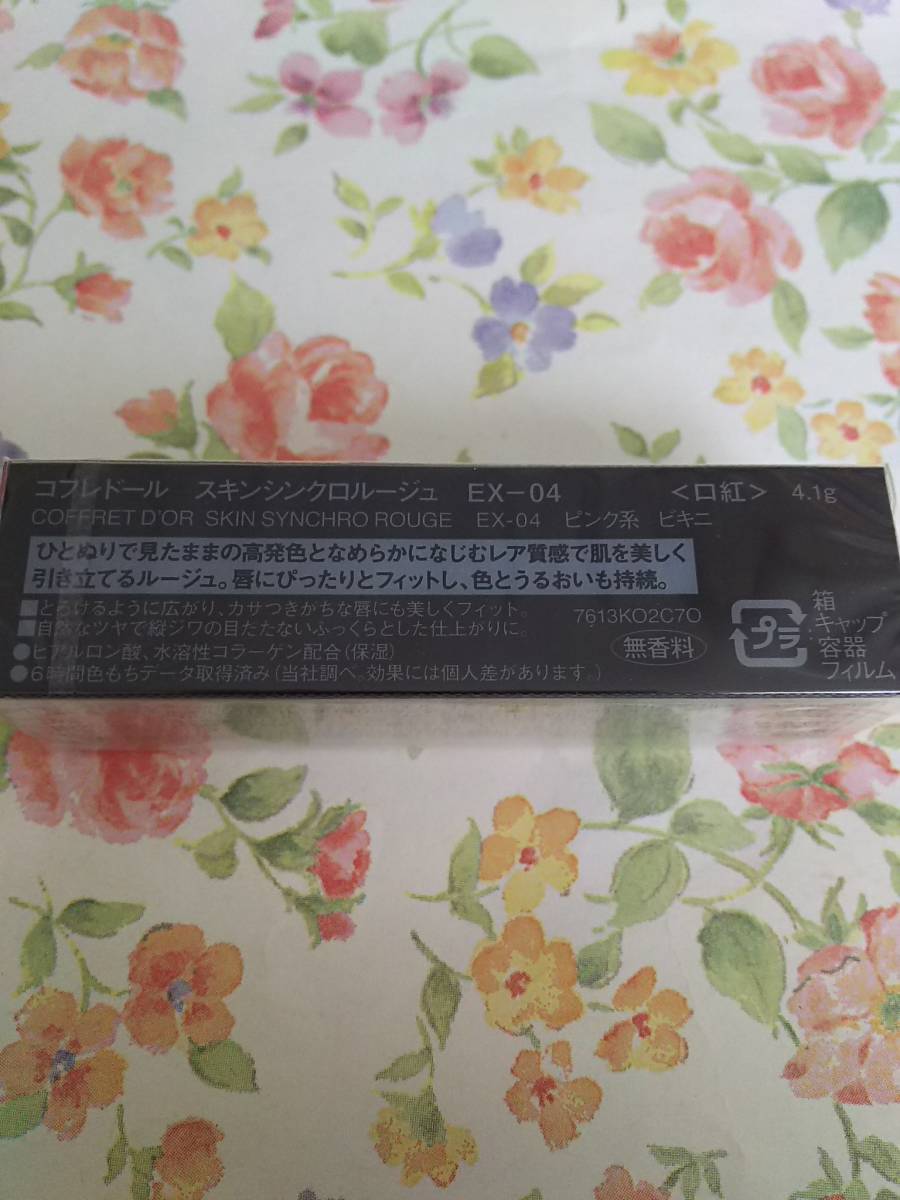 コフレドール スキンシンクロルージュ EX-04 <口紅> 4.1g
COFFRET D'OR SKIN SYNCHRO ROUGE EX-04 ピンク系 ビキニ
ひとぬりで見たままの高発色となめらかになじむレア質感で肌を美しく
引き立てるルージュ。唇にぴったりとフィットし、色とうるおいも持続。
■とろけるように広がり、カサつきがちな唇にも美しくフィット。
■自然なツヤで縦ジワの目だたないふっくらとした仕上がりに。
●ヒアルロン酸、水溶性コラーゲン配合(保湿)
●6時間色もちデータ取得済み(当社調べ。効果には個人差があります。)
7613KO2C7O
無香料
プラ
箱
キャップ
容器
フィルム